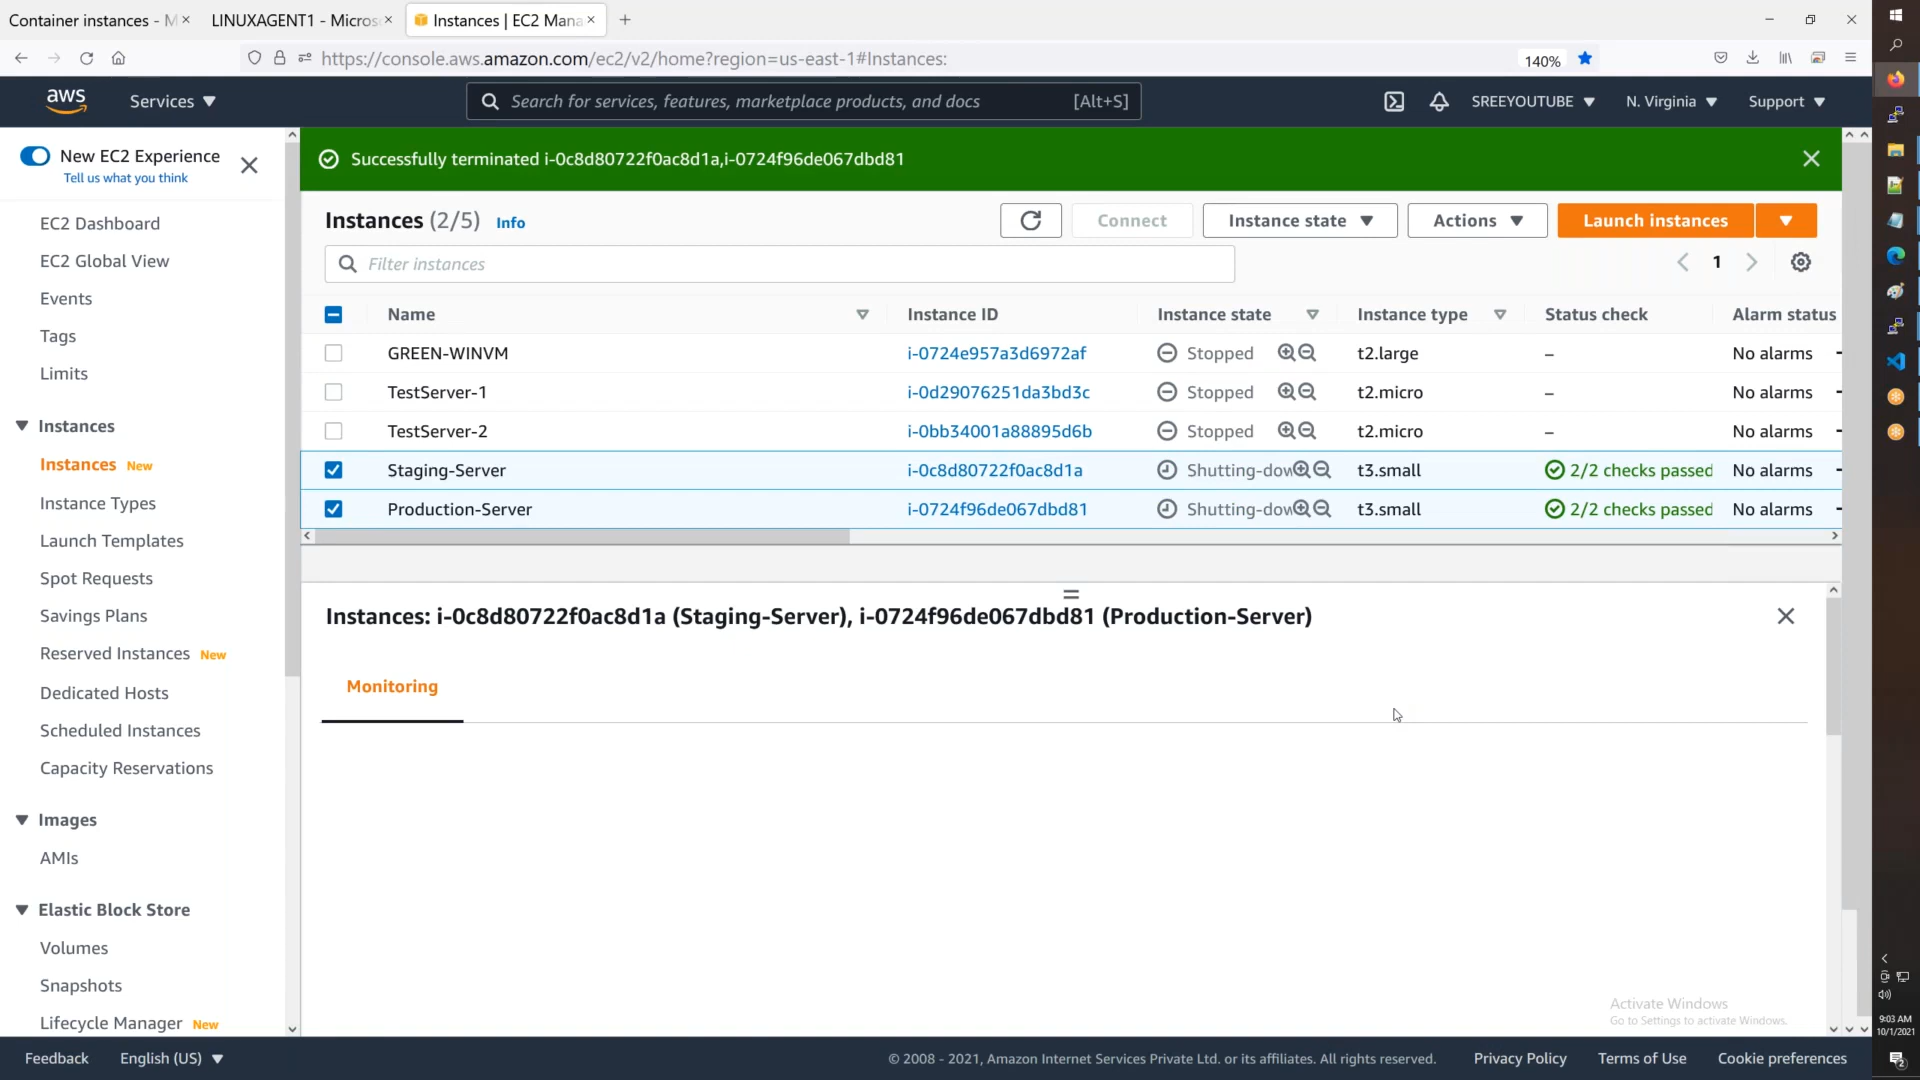 Container instances - M
LINUXAGENT1 - Micros
Instances | EC2 Mana
https://console.aws.amazon.com/ec2/v2/home?region=us-east-1#Instances:
140%
aws
Services
Search for services, features, marketplace products, and docs
[Alt+S]
SREEYOUTUBE
N. Virginia
Support
New EC2 Experience
Tell us what you think
EC2 Dashboard
EC2 Global View
Events
Tags
Limits
Instances
Instances New
Instance Types
Launch Templates
Spot Requests
Savings Plans
Reserved Instances New
Dedicated Hosts
Scheduled Instances
Capacity Reservations
Images
AMIs
Elastic Block Store
Volumes
Snapshots
Lifecycle Manager New
Successfully terminated i-0c8d80722f0ac8d1a,i-0724f96de067dbd81
Instances (2/5) Info
Connect
Instance state
Actions
Launch instances
Filter instances
1
Name Instance ID Instance state Instance type Status check Alarm status
GREEN-WINVM i-0724e957a3d6972af Stopped t2.large – No alarms
TestServer-1 i-0d29076251da3bd3c Stopped t2.micro – No alarms
TestServer-2 i-0bb34001a88895d6b Stopped t2.micro – No alarms
Staging-Server i-0c8d80722f0ac8d1a Shutting-dow t3.small 2/2 checks passed No alarms
Production-Server i-0724f96de067dbd81 Shutting-dow t3.small 2/2 checks passed No alarms
Instances: i-0c8d80722f0ac8d1a (Staging-Server), i-0724f96de067dbd81 (Production-Server)
Monitoring
Activate Windows
Go to Settings to activate Windows.
9:03 AM
10/1/2021
2
Feedback
English (US)
© 2008 - 2021, Amazon Internet Services Private Ltd. or its affiliates. All rights reserved.
Privacy Policy
Terms of Use
Cookie preferences